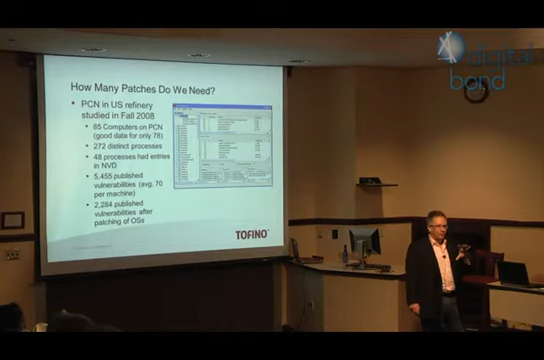 digital
bond
How Many Patches Do We Need?
• PCN in US refinery
studied in Fall 2008
• 85 Computers on PCN
(good data for only 78)
• 272 distinct processes
• 48 processes had entries
in NVD
• 5,455 published
vulnerabilities (avg. 70
per machine)
• 2,284 published
vulnerabilities after
patching of OSs
TOFINO